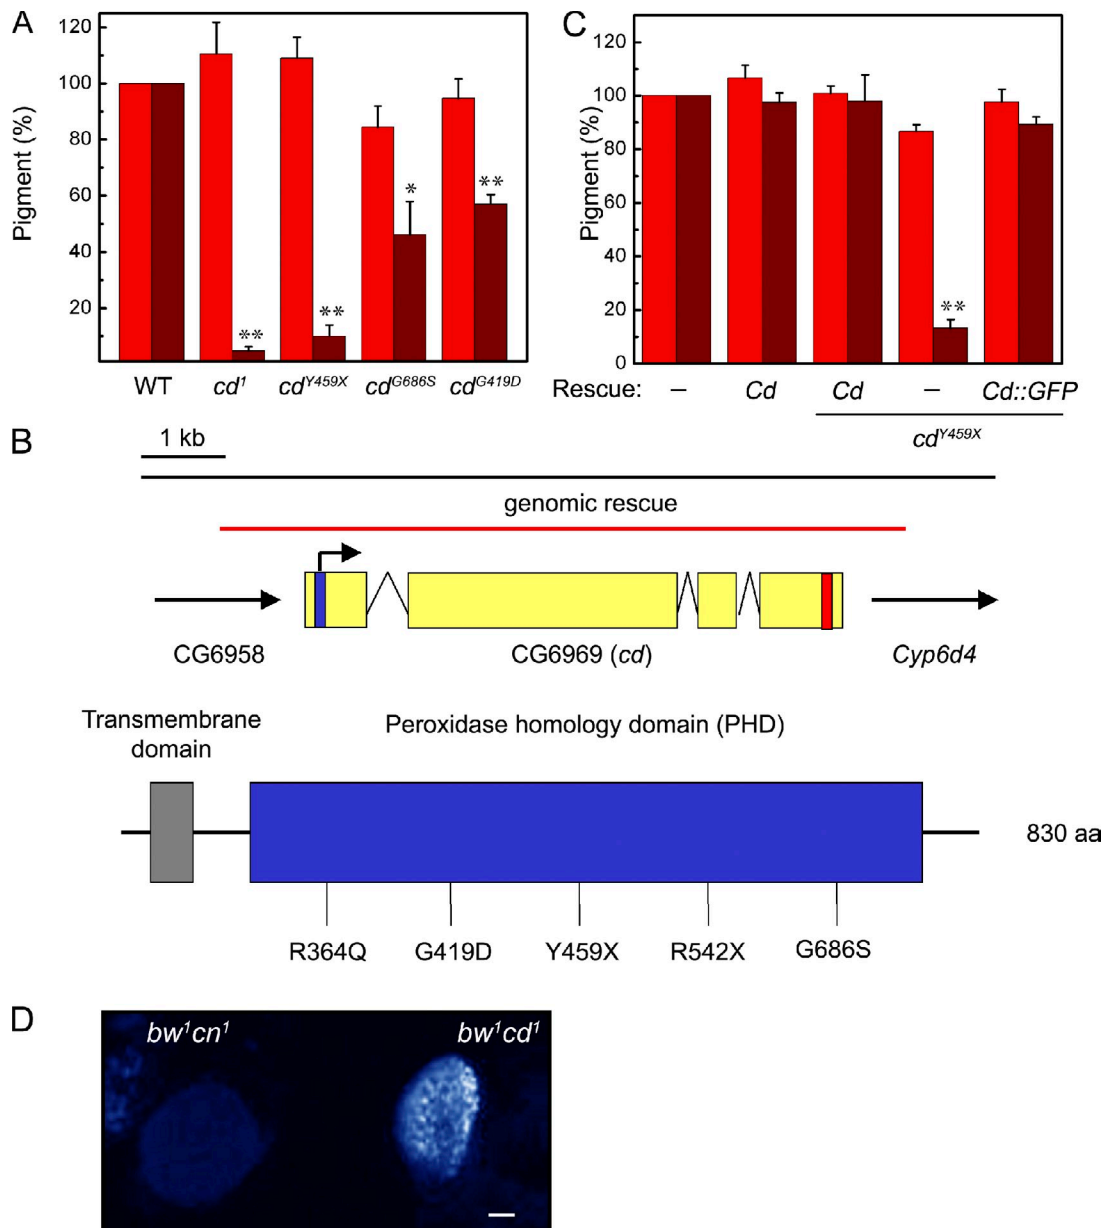 A
120
100
80
60
40
20
Pigment (%)
**
**
*
**
WT cd¹ cdY459X cdG686S cdG419D
C
120
100
80
60
40
20
0
Pigment (%)
**
Rescue: – Cd Cd – Cd::GFP
cdY459X
B
1 kb
genomic rescue
CG6958 CG6969 (cd) Cyp6d4
Transmembrane
domain
Peroxidase homology domain (PHD)
830 aa
R364Q G419D Y459X R542X G686S
D
bw¹cn¹ bw¹cd¹